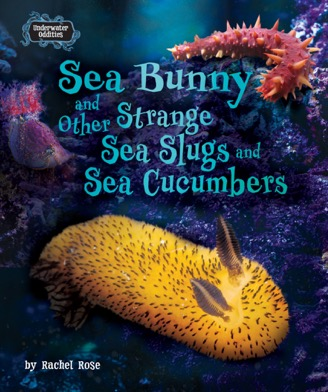 Underwater
Oddities
Sea Bunny
and
Other Strange
Sea Slugs and
Sea Cucumbers
by Rachel Rose